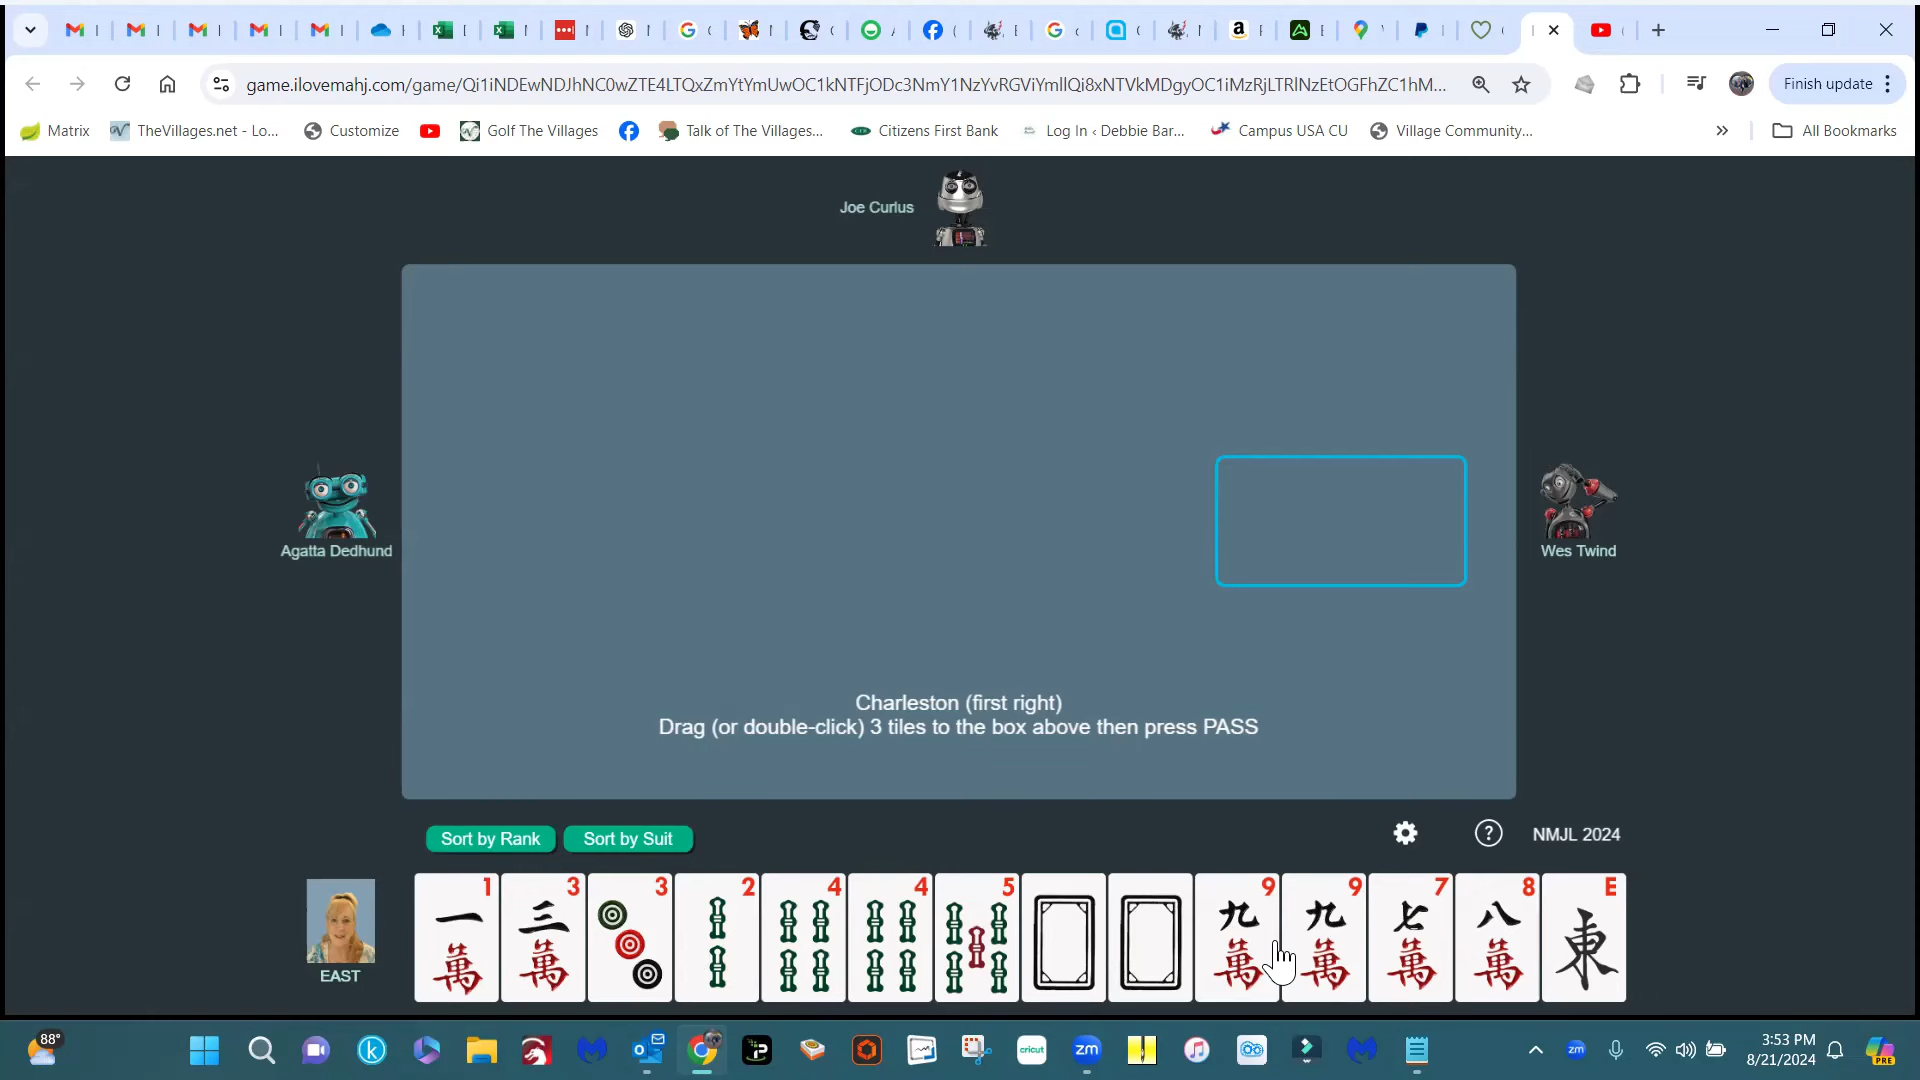 game.ilovemahj.com/game/Qi1iNDEwNDJhNC0wZTE4LTQxZmYtYmUwOC1kNTFjODc3NmY1NzYvRGViYmllQi8xNTVkMDgyOC1iMzRjLTRlNzEtOGFhZC1hM...
Finish update
Matrix
TheVillages.net - Lo...
Customize
Golf The Villages
Talk of The Villages...
Citizens First Bank
Log In ‹ Debbie Bar...
Campus USA CU
Village Community...
All Bookmarks
Joe Curlus
Agatta Dedhund
Wes Twind
Charleston (first right)
Drag (or double-click) 3 tiles to the box above then press PASS
Sort by Rank
Sort by Suit
?
NMJL 2024
EAST
1 一萬
3 三萬
3
2
4
4
5
9 九萬
9 九萬
7 七萬
8 八萬
E 東
88°
cricut
zm
zm
3:53 PM
8/21/2024
PRE